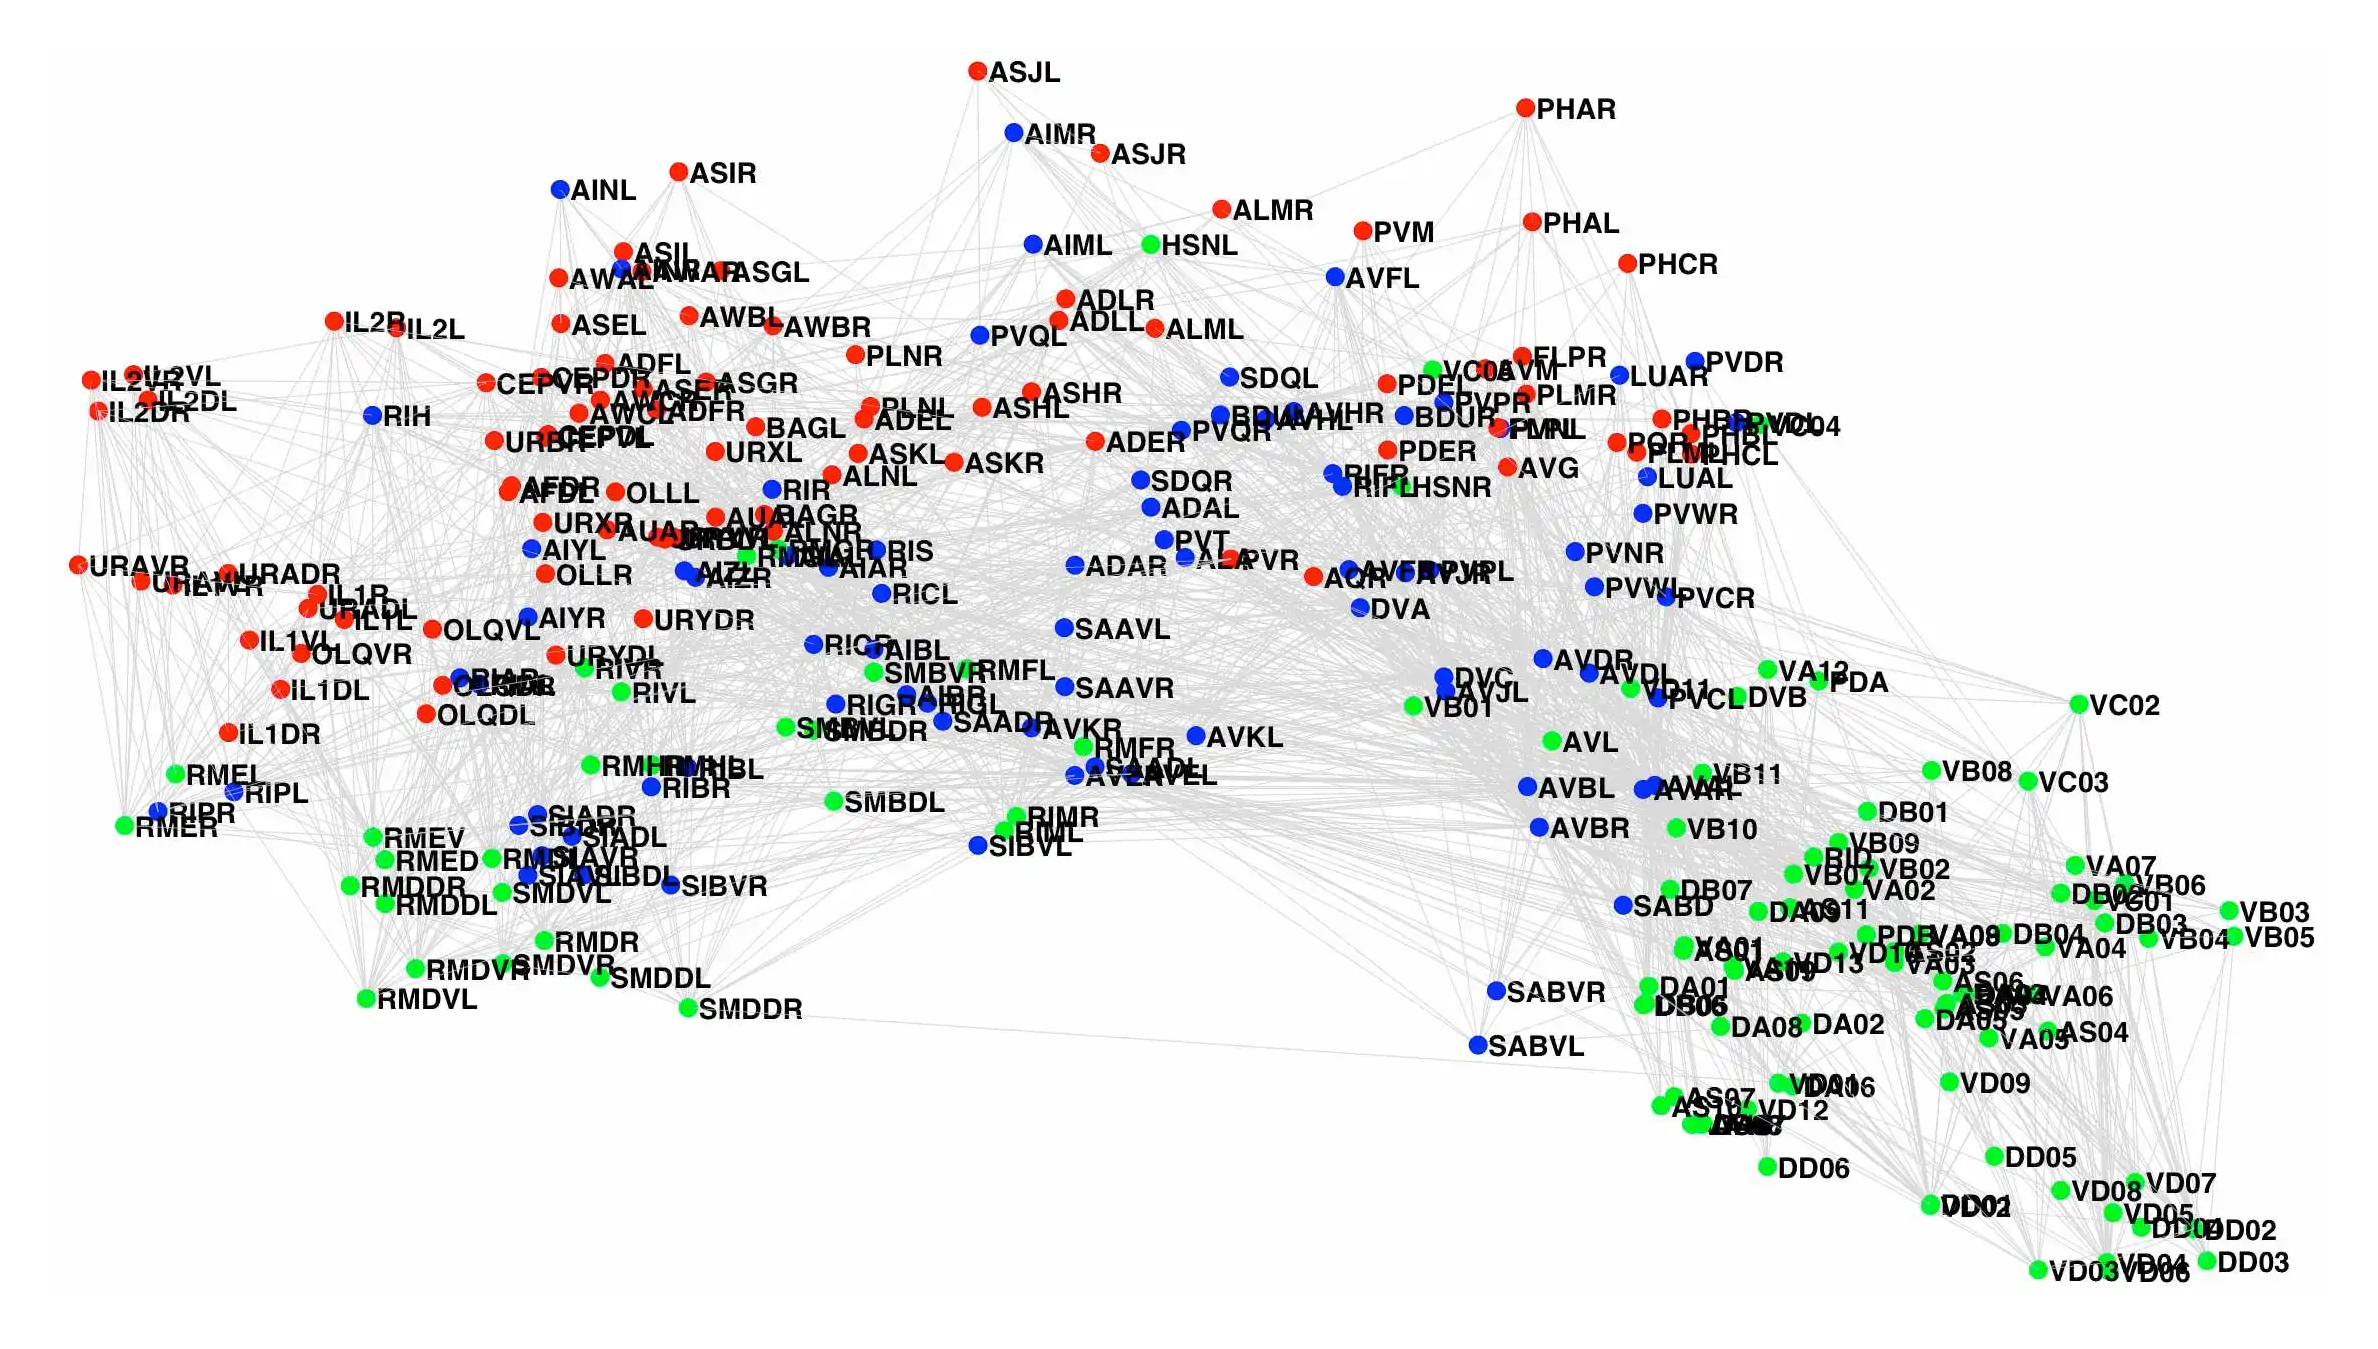 ASJL
PHAR
AIMR
ASJR
ASIR
AINL
ALMR
PHAL
PVM
AIML
HSNL
ASIL
PHCR
AWAL
ASGL
AVFL
ADLR
AWBL
ADLL
ALML
IL2R
IL2L
ASEL
AWBR
PVQL
PLNR
FLPR
PVDR
ADFL
IL2VR
IL2VL
CEPVR
CEPDR
ASER
ASGR
SDQL
PDEL
VC05
AVM
LUAR
IL2DR
IL2DL
ASHR
PLMR
RIH
AWCR
AWCL
ADFR
PLNL
ADEL
ASHL
AVHR
AVHL
BDUR
PVPR
PHBR
VC04
URBR
BAGL
ADER
PVQR
PQR
PHBL
URXL
ASKL
ASKR
PDER
AVG
PLML
PHCL
ALNL
RIFR
LUAL
AFDR
AFDL
OLLL
RIR
SDQR
RIFL
HSNR
URXR
AUAR
BAGR
ADAL
PVWR
ALNR
AIYL
RIS
PVT
PVNR
URAVR
URADR
OLLR
AIZL
AIZR
AIAR
ADAR
ALA
PVR
AQR
AVJR
PVPL
IL1R
RICL
PVWL
PVCR
URADL
IL1L
AIYR
URYDR
DVA
IL1VL
OLQVL
SAAVL
OLQVR
URYDL
AIBL
AVDR
RIAR
RIVR
SMBVR
RMFL
AVDL
VA12
IL1DL
RIVL
SAAVR
DVC
AVJL
VD11
PDA
OLQDL
AIBR
RIGR
RIGL
VB01
PVCL
DVB
VC02
IL1DR
SMBVL
SMBDR
SAADR
AVKR
AVKL
AVL
RMEL
RMHR
RIBL
RMFR
SAADL
VB11
VB08
RIPL
RIBR
AVEL
AVBL
AVAR
VC03
RIPR
RMER
SMBDL
RIMR
DB01
RMEV
SIADR
SIADL
RIML
AVBR
VB10
RMED
SIAVR
SIBVL
VB09
RID
RMDDR
SIBDL
SIBVR
VB07
VB02
VA07
RMDDL
SMDVL
SABD
DB07
VA02
DB02
VB06
DA09
AS11
VC01
VB03
RMDR
VA01
AS01
PDB
VA08
DB04
DB03
VB04
VB05
RMDVR
SMDVR
SMDDL
VD13
VD10
VA03
VA04
RMDVL
SMDDR
SABVR
AS09
DA01
AS06
VA06
DA08
DA02
DA05
AS04
SABVL
VA05
VD01
DA06
VD09
AS07
AS10
VD12
DD06
DD05
VD08
VD07
DD01
VD02
VD05
DD04
DD02
VD03
VD04
VD06
DD03